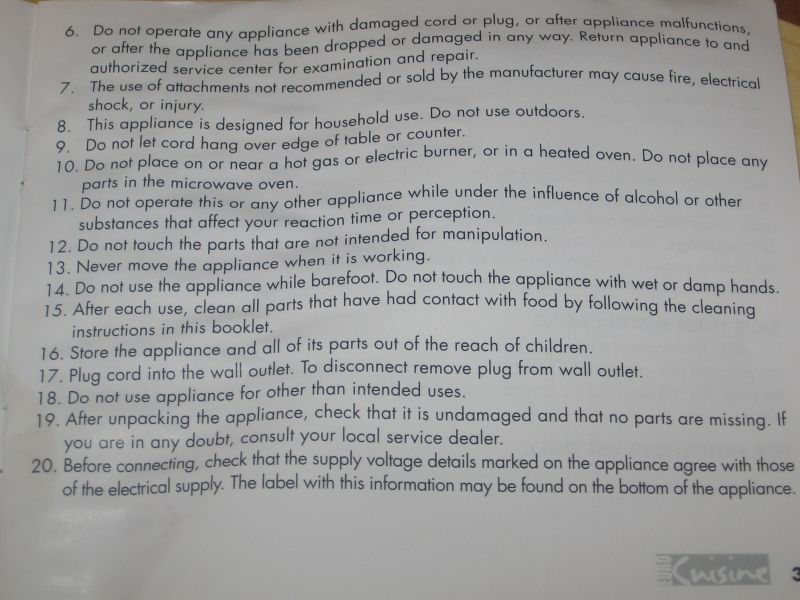 6. Do not operate any appliance with damaged cord or plug, or after appliance malfunctions,
or after the appliance has been dropped or damaged in any way. Return appliance to and
authorized service center for examination and repair.
7. The use of attachments not recommended or sold by the manufacturer may cause fire, electrical
shock, or injury.
8. This appliance is designed for household use. Do not use outdoors.
9. Do not let cord hang over edge of table or counter.
10. Do not place on or near a hot gas or electric burner, or in a heated oven. Do not place any
parts in the microwave oven.
11. Do not operate this or any other appliance while under the influence of alcohol or other
substances that affect your reaction time or perception.
12. Do not touch the parts that are not intended for manipulation.
13. Never move the appliance when it is working.
14. Do not use the appliance while barefoot. Do not touch the appliance with wet or damp hands.
15. After each use, clean all parts that have had contact with food by following the cleaning
instructions in this booklet.
16. Store the appliance and all of its parts out of the reach of children.
17. Plug cord into the wall outlet. To disconnect remove plug from wall outlet.
18. Do not use appliance for other than intended uses.
19. After unpacking the appliance, check that it is undamaged and that no parts are missing. If
you are in any doubt, consult your local service dealer.
20. Before connecting, check that the supply voltage details marked on the appliance agree with those
of the electrical supply. The label with this information may be found on the bottom of the appliance.
EURO Cuisine 3